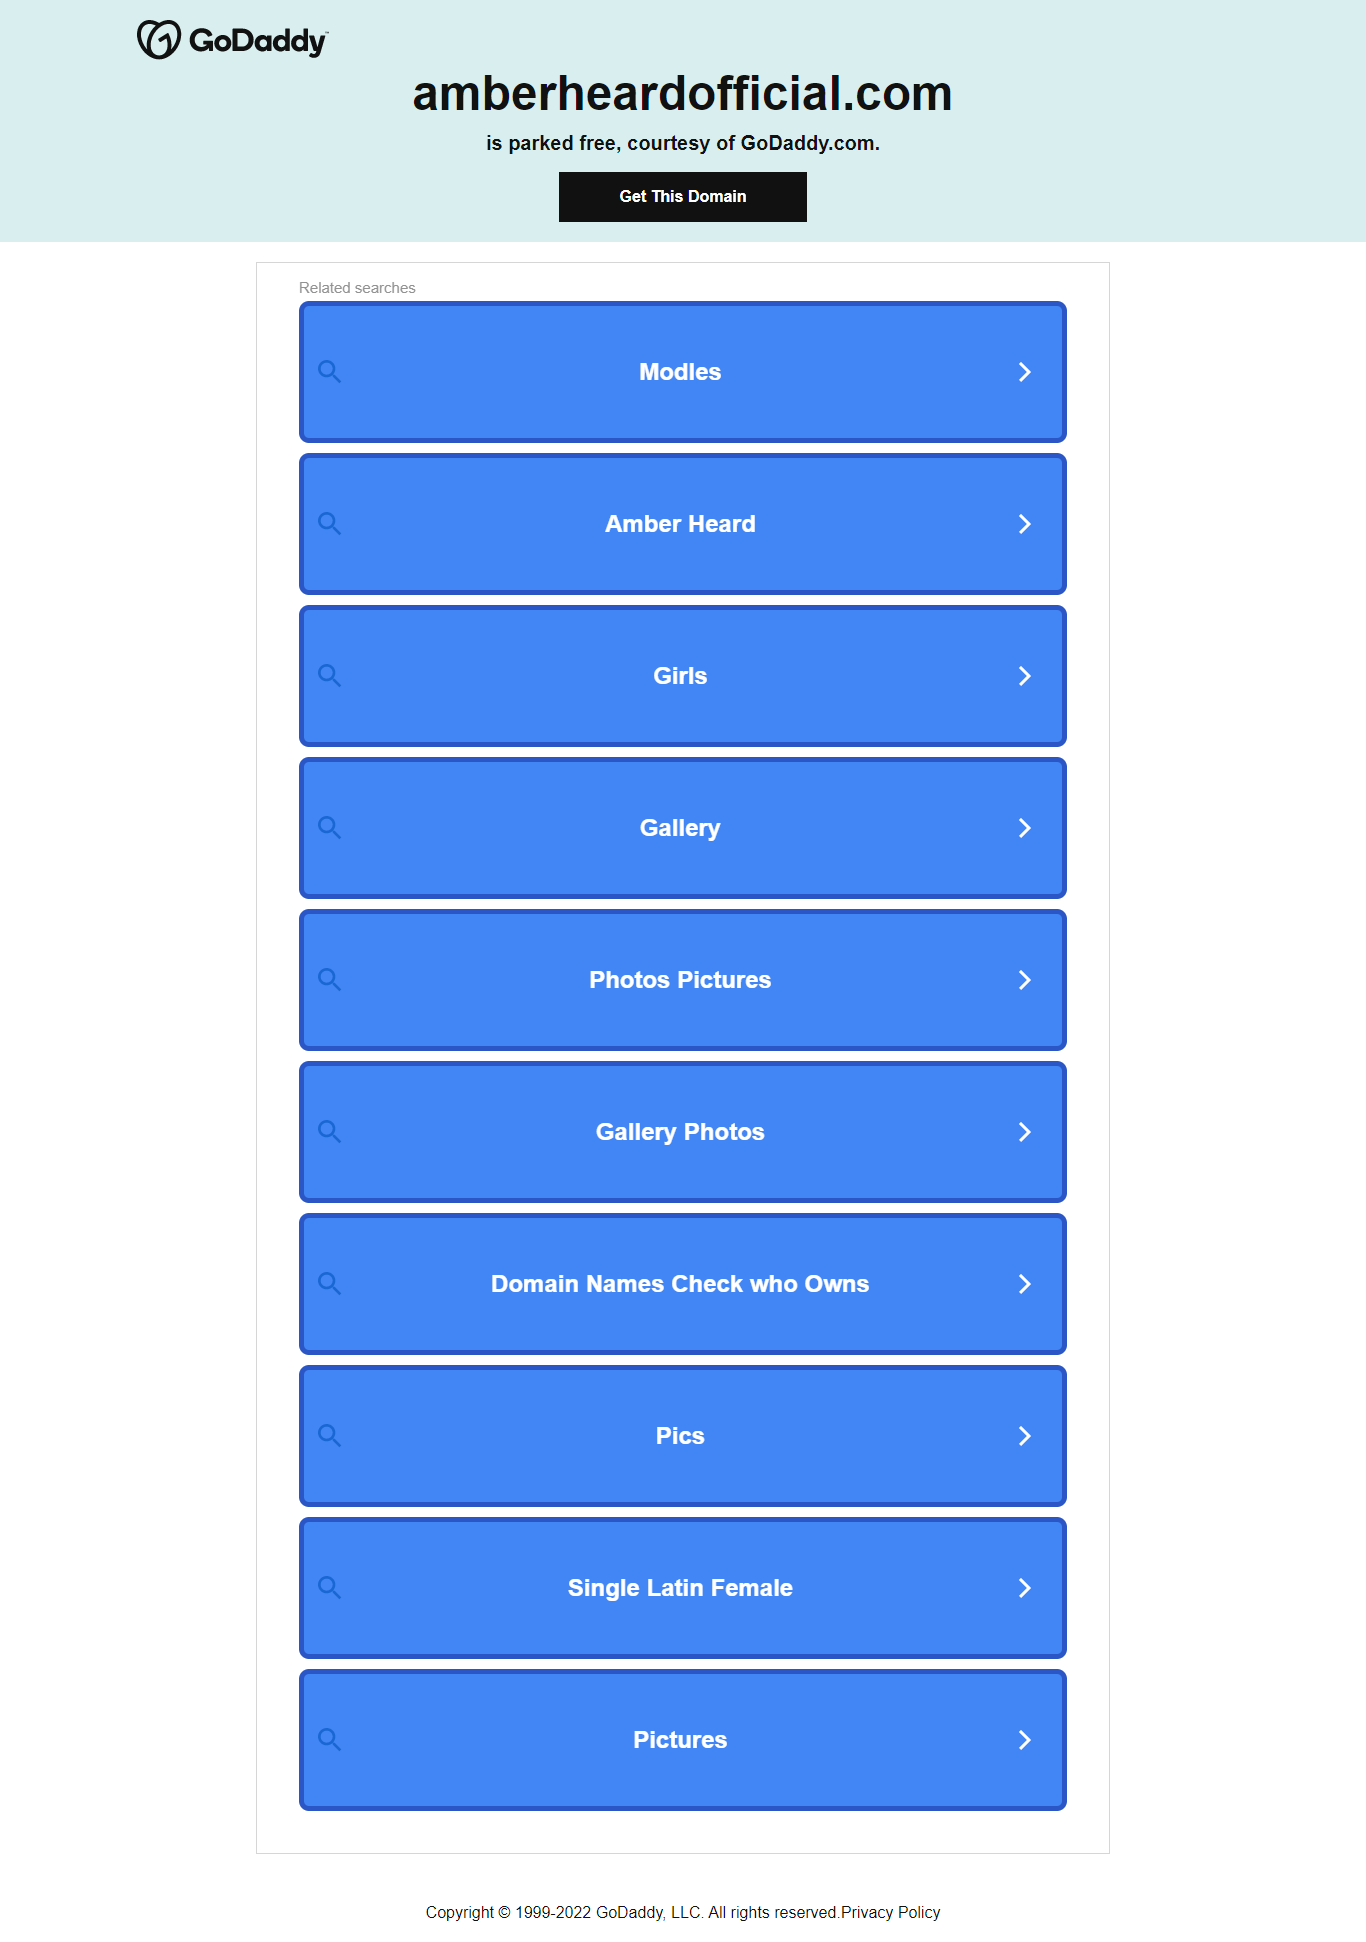 GoDaddy™
amberheardofficial.com
is parked free, courtesy of GoDaddy.com.
Get This Domain
Related searches
Modles
Amber Heard
Girls
Gallery
Photos Pictures
Gallery Photos
Domain Names Check who Owns
Pics
Single Latin Female
Pictures
Copyright © 1999-2022 GoDaddy, LLC. All rights reserved.Privacy Policy